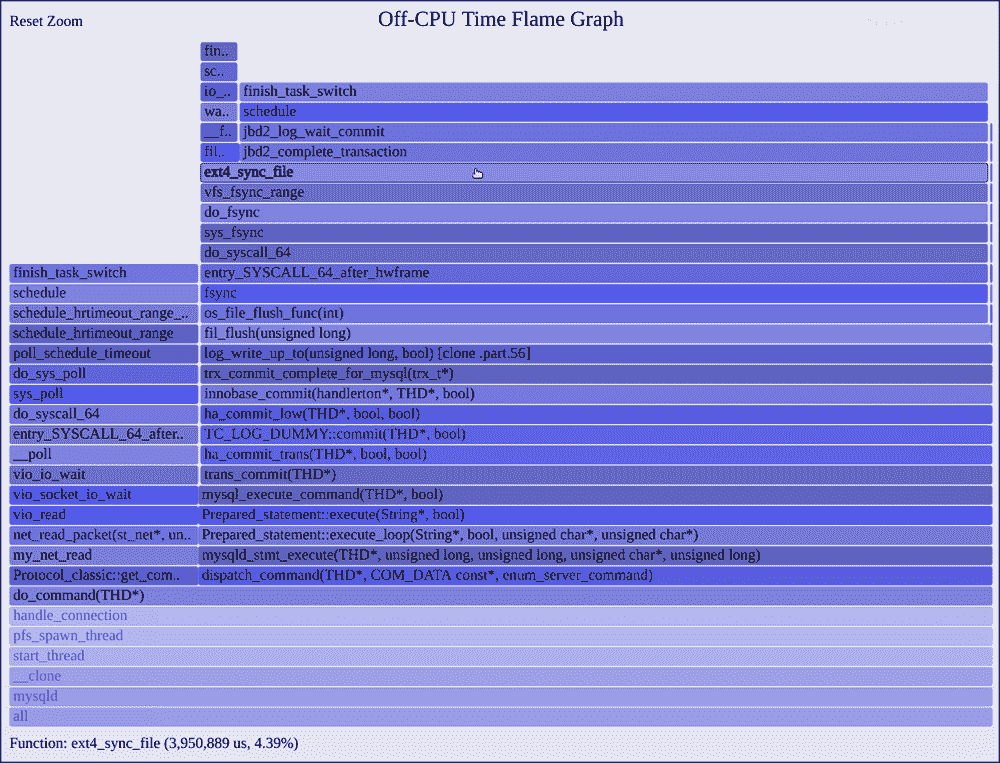 Reset Zoom
Off-CPU Time Flame Graph
fin..
sc..
io_.. finish_task_switch
wa.. schedule
__f.. jbd2_log_wait_commit
fil.. jbd2_complete_transaction
ext4_sync_file
vfs_fsync_range
do_fsync
sys_fsync
do_syscall_64
finish_task_switch entry_SYSCALL_64_after_hwframe
schedule fsync
schedule_hrtimeout_range_.. os_file_flush_func(int)
schedule_hrtimeout_range fil_flush(unsigned long)
poll_schedule_timeout log_write_up_to(unsigned long, bool) [clone .part.56]
do_sys_poll trx_commit_complete_for_mysql(trx_t*)
sys_poll innobase_commit(handlerton*, THD*, bool)
do_syscall_64 ha_commit_low(THD*, bool, bool)
entry_SYSCALL_64_after.. TC_LOG_DUMMY::commit(THD*, bool)
__poll ha_commit_trans(THD*, bool, bool)
vio_io_wait trans_commit(THD*)
vio_socket_io_wait mysql_execute_command(THD*, bool)
vio_read Prepared_statement::execute(String*, bool)
net_read_packet(st_net*, un.. Prepared_statement::execute_loop(String*, bool, unsigned char*, unsigned char*)
my_net_read mysqld_stmt_execute(THD*, unsigned long, unsigned long, unsigned char*, unsigned long)
Protocol_classic::get_com.. dispatch_command(THD*, COM_DATA const*, enum_server_command)
do_command(THD*)
handle_connection
pfs_spawn_thread
start_thread
__clone
mysqld
all
Function: ext4_sync_file (3,950,889 us, 4.39%)